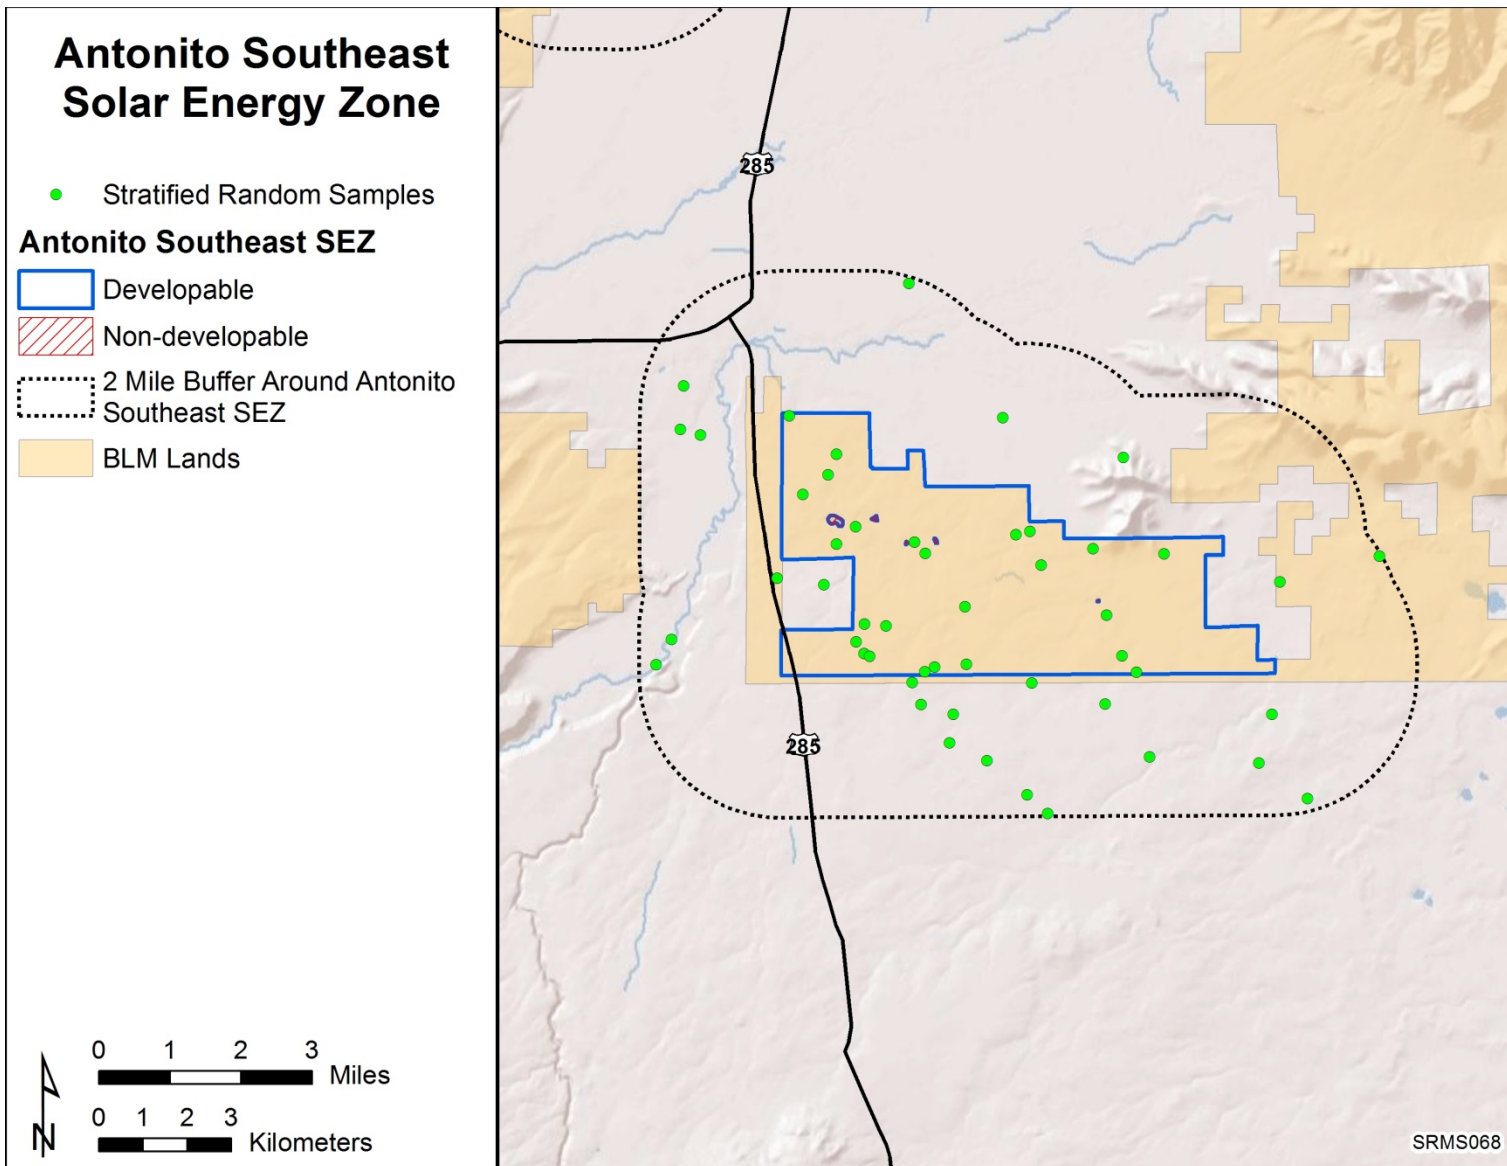 Antonito Southeast
Solar Energy Zone
Stratified Random Samples
Antonito Southeast SEZ
Developable
Non-developable
2 Mile Buffer Around Antonito
Southeast SEZ
BLM Lands
0 1 2 3
Miles
0 1 2 3
Kilometers
N
285
285
SRMS068